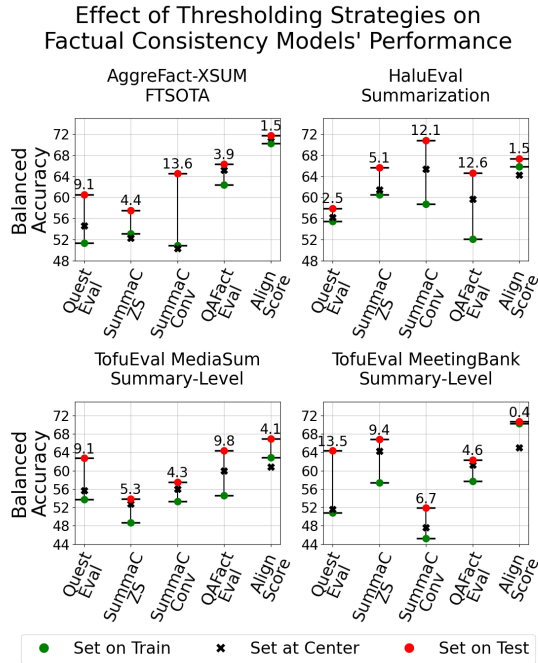 Effect of Thresholding Strategies on
Factual Consistency Models' Performance
AggreFact-XSUM
FTSOTA
HaluEval
Summarization
Balanced
Accuracy
72
68
64
60
56
52
48
9.1
4.4
13.6
3.9
1.5
Quest
Eval
SummaC
ZS
SummaC
Conv
QAFact
Eval
Align
Score
72
68
64
60
56
52
48
2.5
5.1
12.1
12.6
1.5
Quest
Eval
SummaC
ZS
SummaC
Conv
QAFact
Eval
Align
Score
TofuEval MediaSum
Summary-Level
TofuEval MeetingBank
Summary-Level
Balanced
Accuracy
72
68
64
60
56
52
48
44
9.1
5.3
4.3
9.8
4.1
Quest
Eval
SummaC
ZS
SummaC
Conv
QAFact
Eval
Align
Score
72
68
64
60
56
52
48
44
13.5
9.4
6.7
4.6
0.4
Quest
Eval
SummaC
ZS
SummaC
Conv
QAFact
Eval
Align
Score
Set on Train
Set at Center
Set on Test